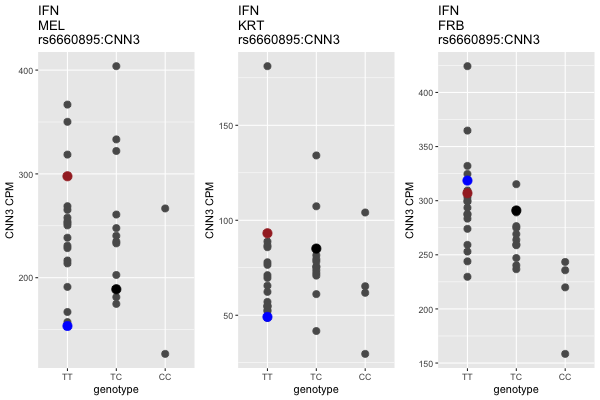 IFN
MEL
rs6660895:CNN3
CNN3 CPM
400
300
200
TT
TC
CC
genotype
IFN
KRT
rs6660895:CNN3
CNN3 CPM
150
100
50
TT
TC
CC
genotype
IFN
FRB
rs6660895:CNN3
CNN3 CPM
400
350
300
250
200
150
TT
TC
CC
genotype